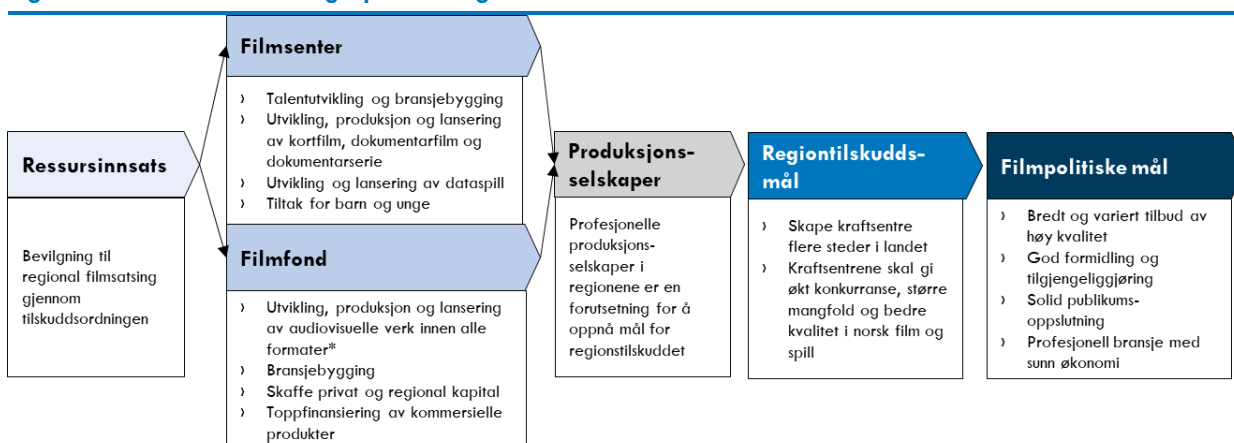 Filmsenter
› Talentutvikling og bransjebygging
› Utvikling, produksjon og lansering
av kortfilm, dokumentarfilm og
dokumentarserie
› Utvikling og lansering av dataspill
› Tiltak for barn og unge
Ressursinnsats
Bevilgning til
regional filmsatsing
gjennom
tilskuddsordningen
Filmfond
› Utvikling, produksjon og lansering
av audiovisuelle verk innen alle
formater*
› Bransjebygging
› Skaffe privat og regional kapital
› Toppfinansiering av kommersielle
produkter
Produksjons-
selskaper
Profesjonelle
produksjons-
selskaper i
regionene er en
forutsetning for å
oppnå mål for
regionstilskuddet
Regiontilskudds-
mål
› Skape kraftsentre
flere steder i landet
› Kraftsentrene skal gi
økt konkurranse, større
mangfold og bedre
kvalitet i norsk film og
spill
Filmpolitiske mål
› Bredt og variert tilbud av
høy kvalitet
› God formidling og
tilgjengeliggjøring
› Solid publikums-
oppslutning
› Profesjonell bransje med
sunn økonomi